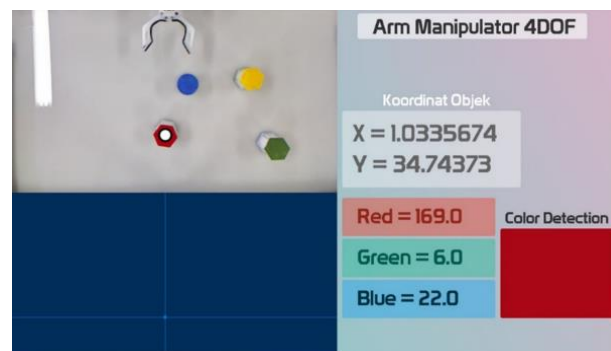 Arm Manipulator 4DOF
Koordinat Objek
X = 1.0335674
Y = 34.74373
Red = 169.0
Color Detection
Green = 6.0
Blue = 22.0